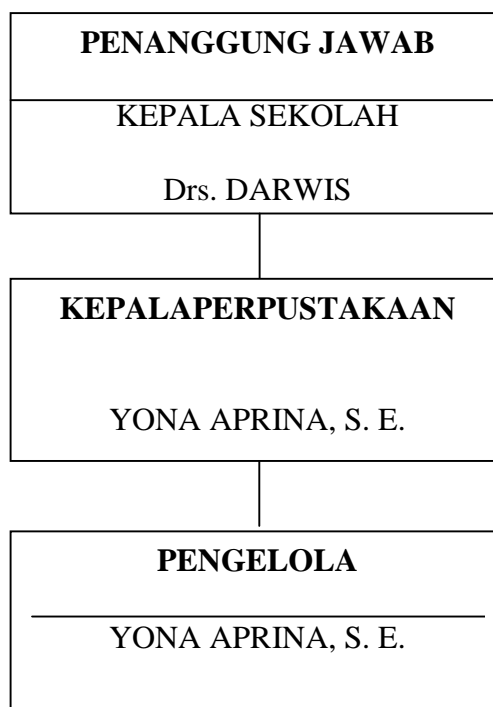 PENANGGUNG JAWAB
KEPALA SEKOLAH
Drs. DARWIS
KEPALAPERPUSTAKAAN
YONA APRINA, S. E.
PENGELOLA
YONA APRINA, S. E.